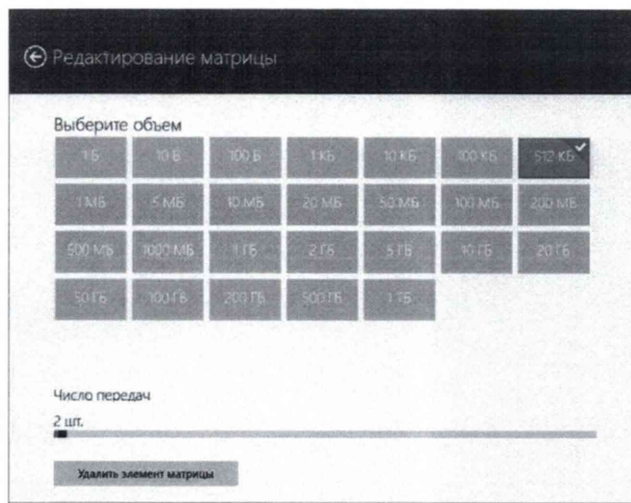 Редактирование матрицы
Выберите объем
1 Б 10 Б 100 Б 1 КБ 10 КБ 100 КБ 512 КБ
1 МБ 5 МБ 10 МБ 20 МБ 50 МБ 100 МБ 200 МБ
500 МБ 1000 МБ 1 ГБ 2 ГБ 5 ГБ 10 ГБ 20 ГБ
50 ГБ 100 ГБ 200 ГБ 500 ГБ 1 ТБ
Число передач
2 шт.
Удалить элемент матрицы